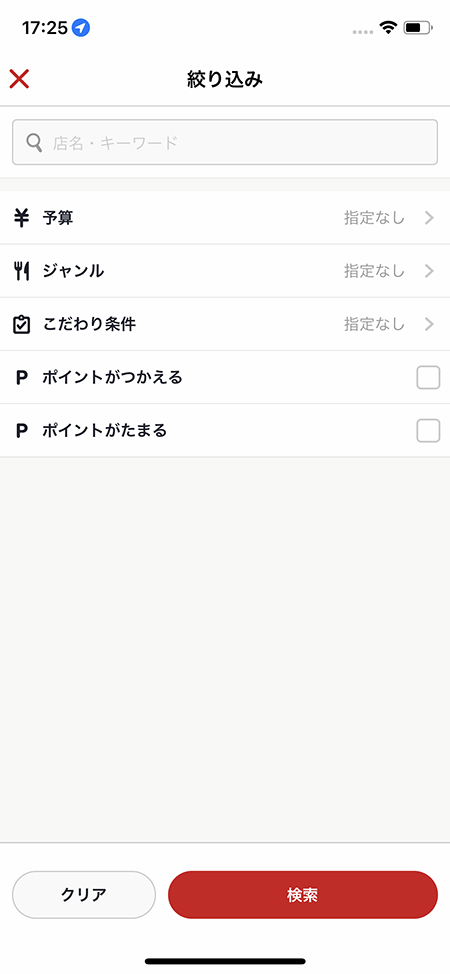 17:25
絞り込み
店名・キーワード
予算 指定なし
ジャンル 指定なし
こだわり条件 指定なし
P ポイントがつかえる
P ポイントがたまる
クリア 検索